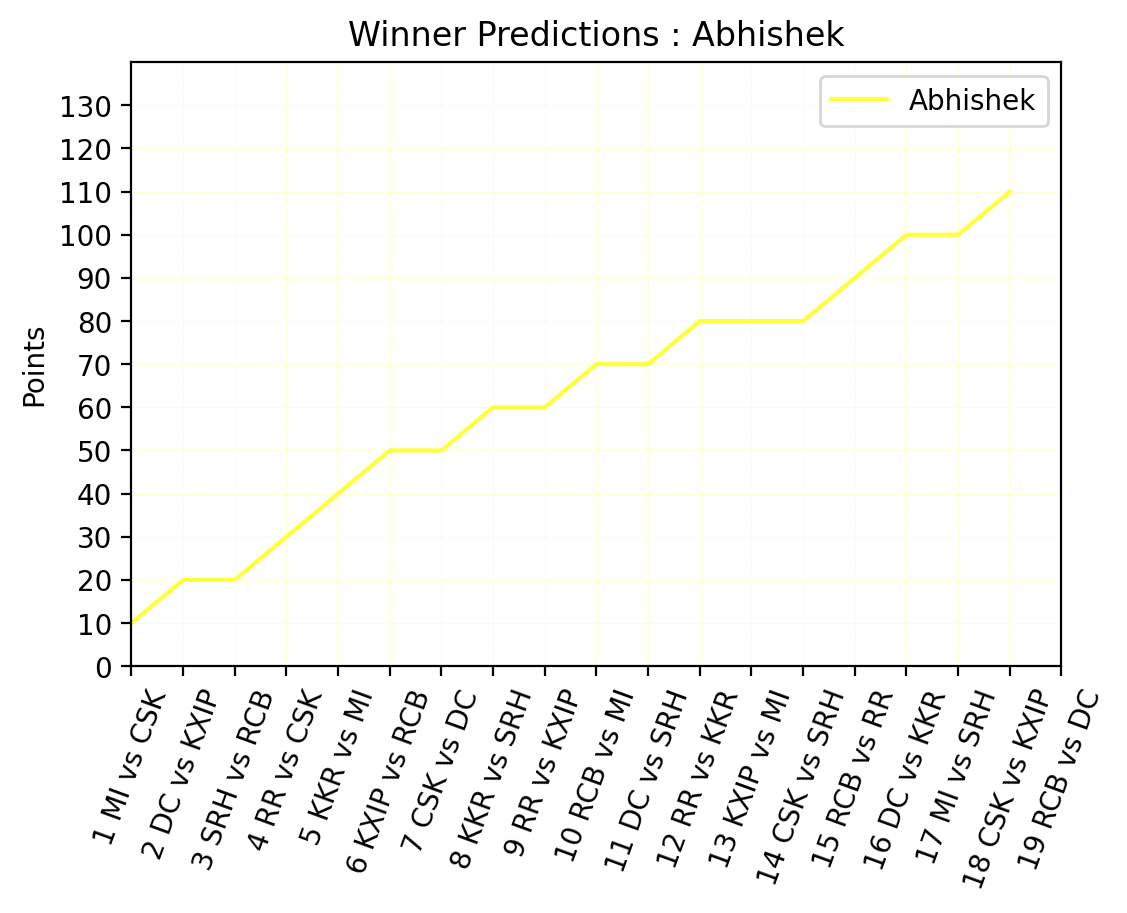 Winner Predictions : Abhishek
Abhishek
Points
130
120
110
100
90
80
70
60
50
40
30
20
10
0
1 MI vs CSK
2 DC vs KXIP
3 SRH vs RCB
4 RR vs CSK
5 KKR vs MI
6 KXIP vs RCB
7 CSK vs DC
8 KKR vs SRH
9 RR vs KXIP
10 RCB vs MI
11 DC vs SRH
12 RR vs KKR
13 KXIP vs MI
14 CSK vs SRH
15 RCB vs RR
16 DC vs KKR
17 MI vs SRH
18 CSK vs KXIP
19 RCB vs DC